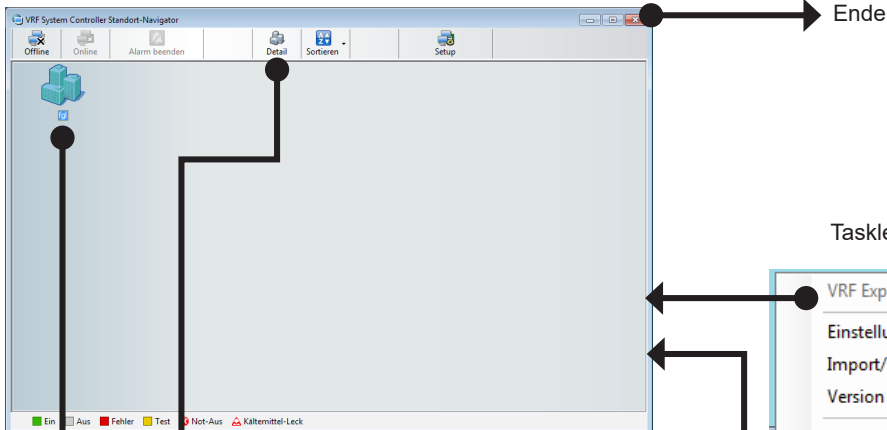 VRF System Controller Standort-Navigator
Ende
Offline Online Alarm beenden Detail Sortieren Setup
fgl
Taskle
VRF Exp
Einstellu
Import/
Version
Ein Aus Fehler Test Not-Aus Kältemittel-Leck